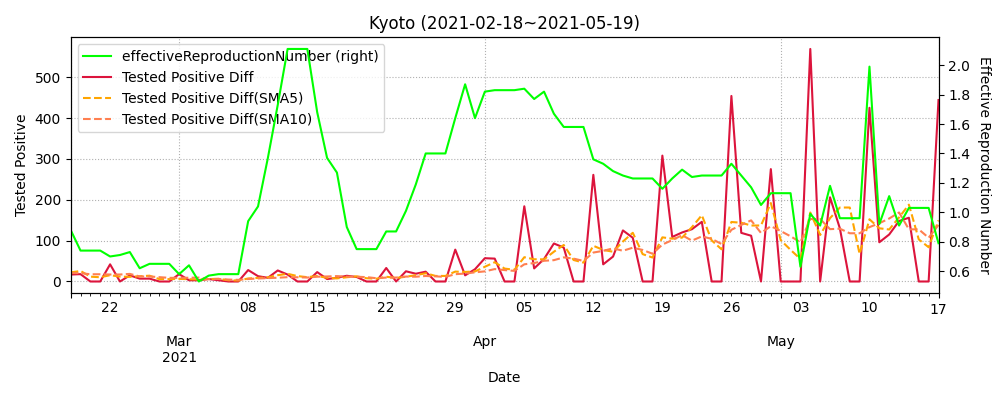 Kyoto (2021-02-18~2021-05-19)
effectiveReproductionNumber (right)
Tested Positive Diff
Tested Positive Diff(SMA5)
Tested Positive Diff(SMA10)
Tested Positive
500
400
300
200
100
0
2.0
1.8
1.6
1.4
1.2
1.0
0.8
0.6
Effective Reproduction Number
22 08 15 22 29 05 12 19 26 03 10 17
Mar Apr May
2021
Date